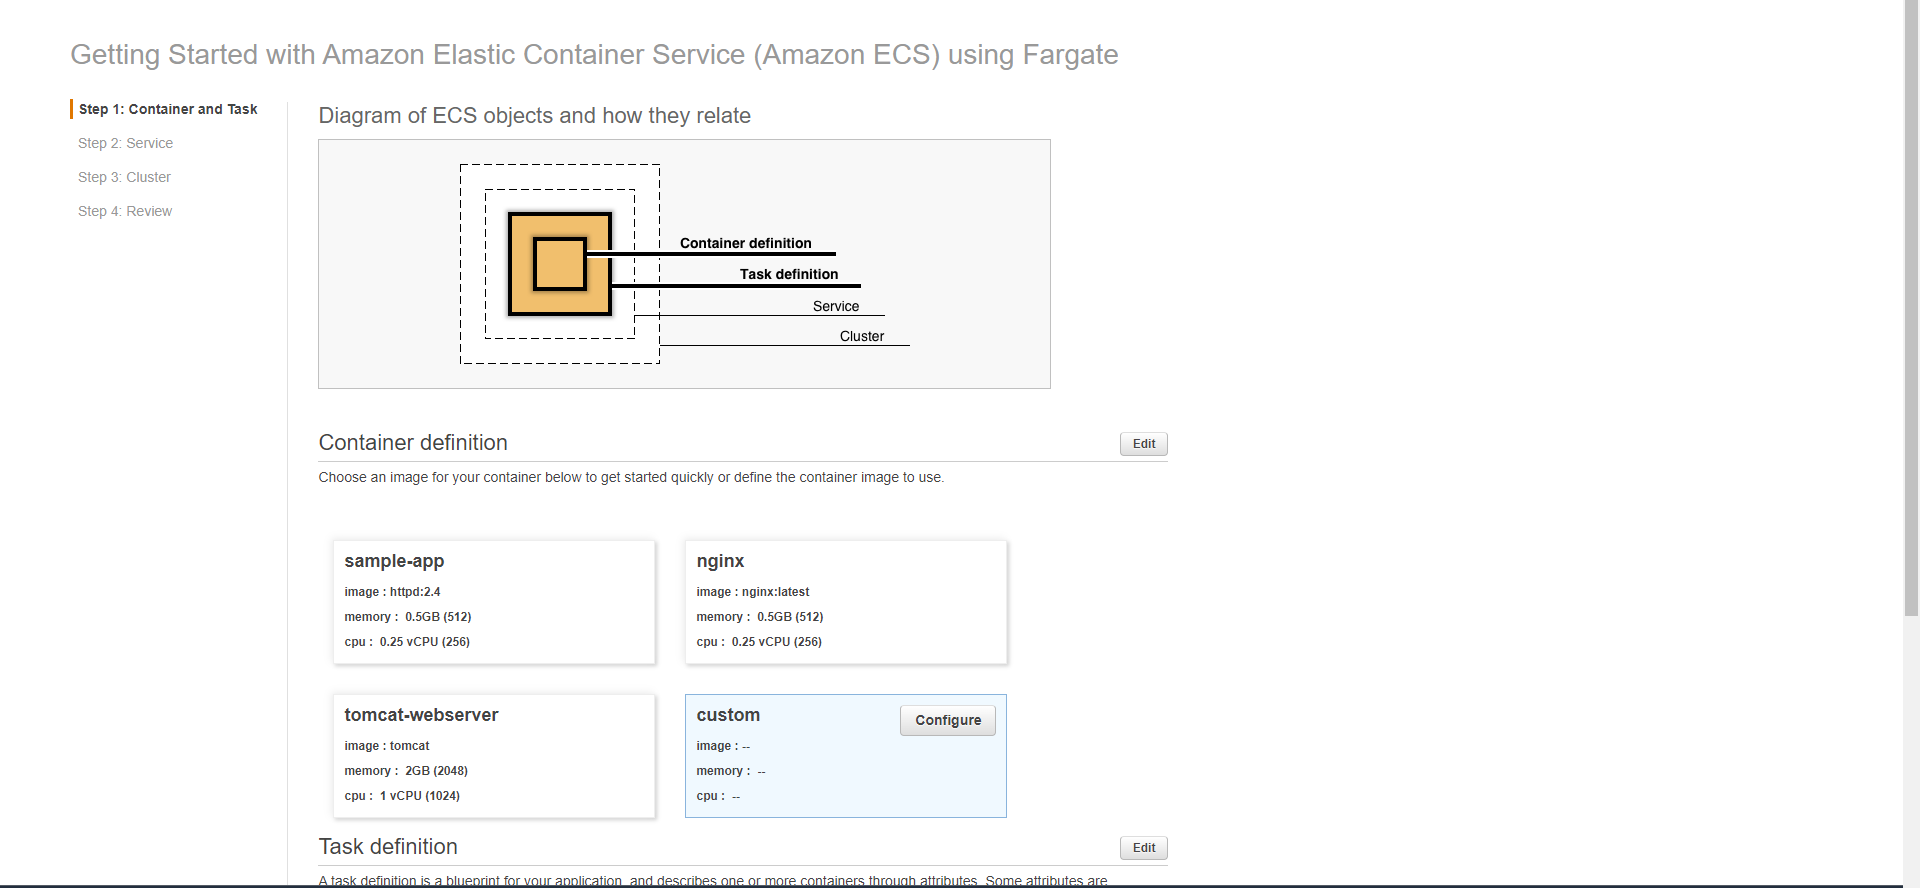 Getting Started with Amazon Elastic Container Service (Amazon ECS) using Fargate
Step 1: Container and Task
Step 2: Service
Step 3: Cluster
Step 4: Review
Diagram of ECS objects and how they relate
Container definition
Task definition
Service
Cluster
Container definition
Edit
Choose an image for your container below to get started quickly or define the container image to use.
sample-app
image : httpd:2.4
memory : 0.5GB (512)
cpu : 0.25 vCPU (256)
nginx
image : nginx:latest
memory : 0.5GB (512)
cpu : 0.25 vCPU (256)
tomcat-webserver
image : tomcat
memory : 2GB (2048)
cpu : 1 vCPU (1024)
custom
Configure
image : --
memory : --
cpu : --
Task definition
Edit
A task definition is a blueprint for your application, and describes one or more containers through attributes. Some attributes are